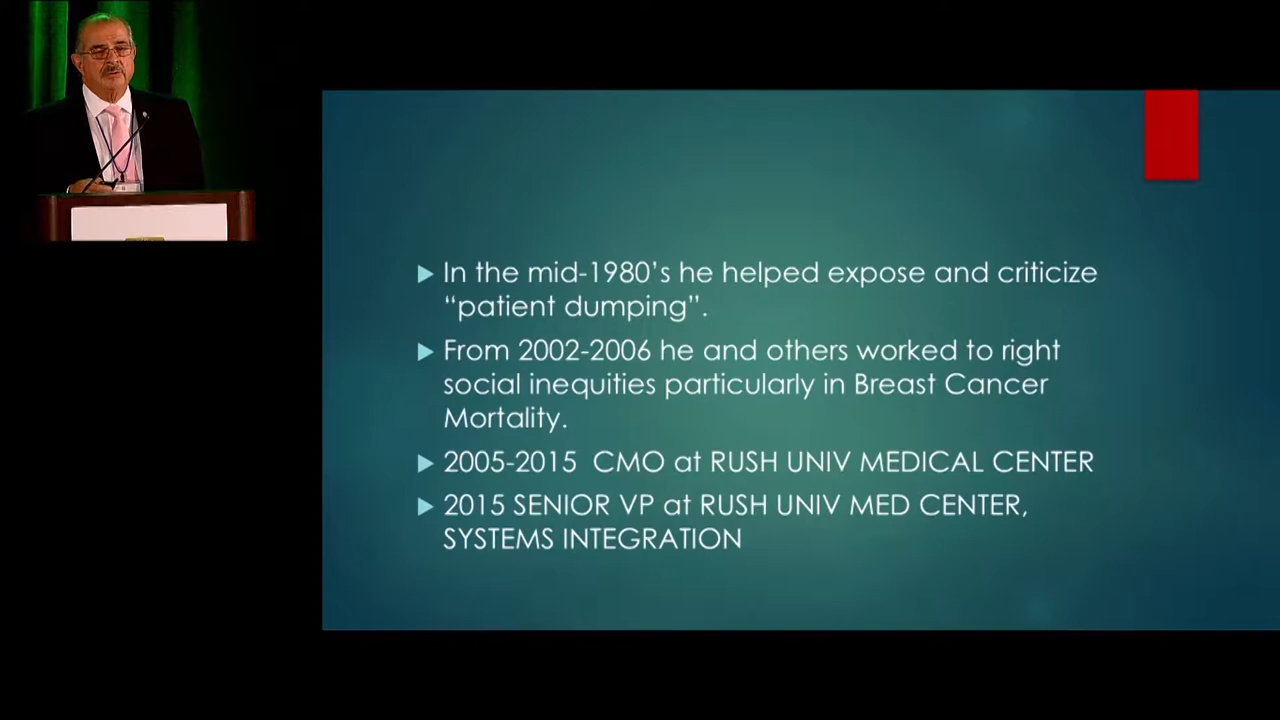 In the mid-1980's he helped expose and criticize
“patient dumping”.
From 2002-2006 he and others worked to right
social inequities particularly in Breast Cancer
Mortality.
2005-2015 CMO at RUSH UNIV MEDICAL CENTER
2015 SENIOR VP at RUSH UNIV MED CENTER,
SYSTEMS INTEGRATION